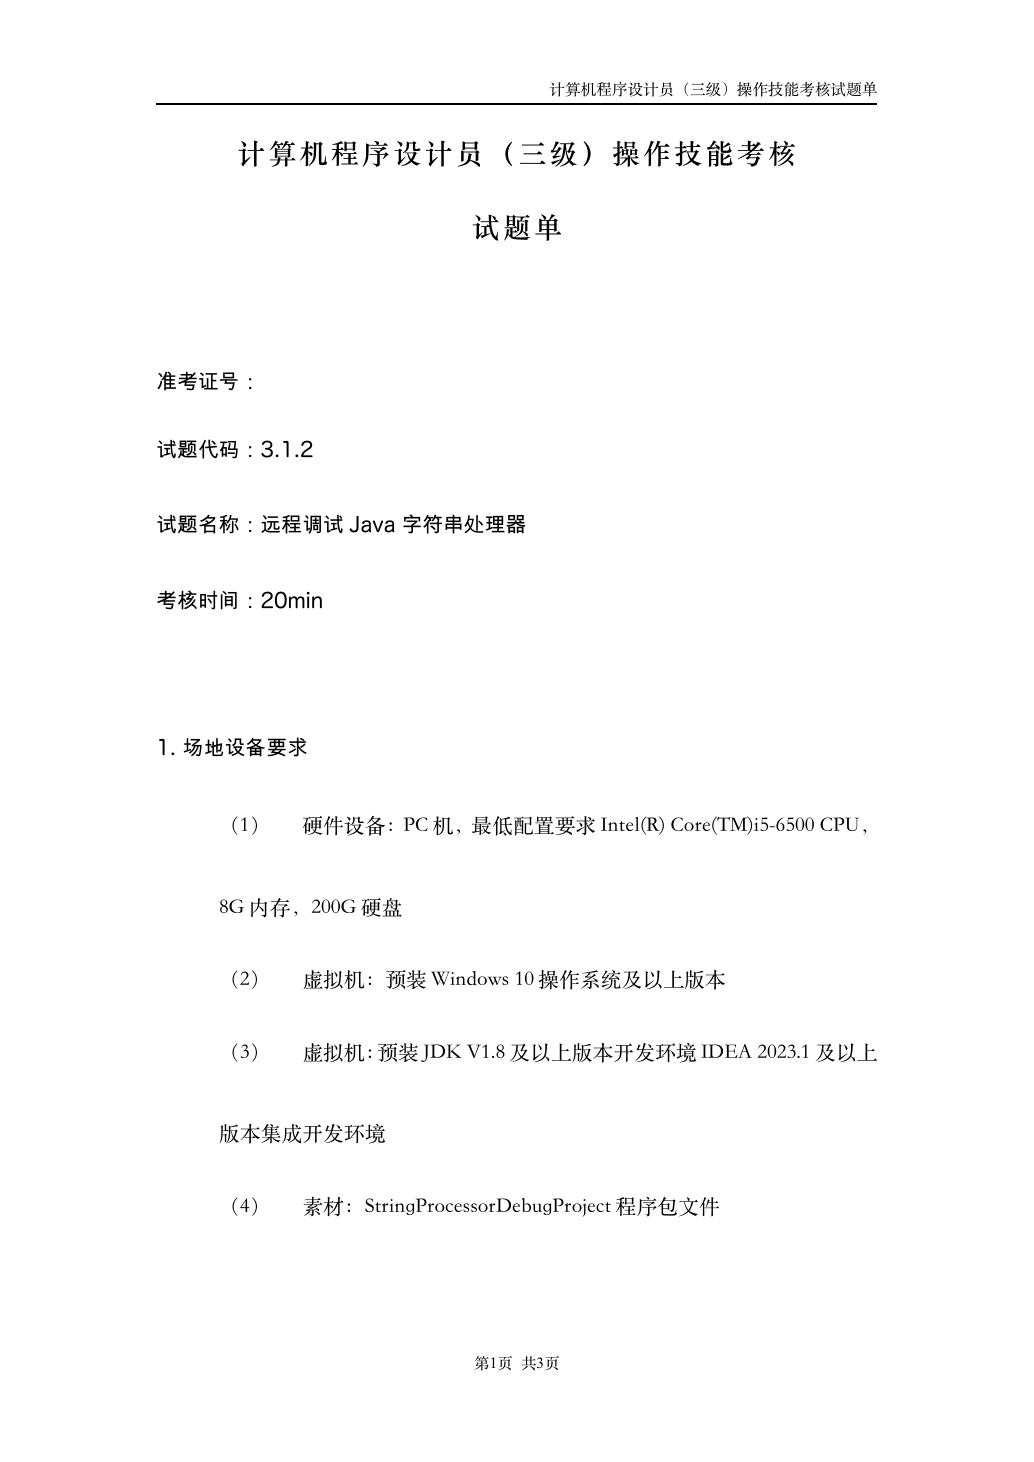 计算机程序设计员（三级）操作技能考核试题单
计算机程序设计员（三级）操作技能考核
试题单
准考证号：
试题代码：3.1.2
试题名称：远程调试 Java 字符串处理器
考核时间：20min
1. 场地设备要求
（1） 硬件设备：PC 机，最低配置要求 Intel(R) Core(TM)i5-6500 CPU，
8G 内存，200G 硬盘
（2） 虚拟机：预装 Windows 10 操作系统及以上版本
（3） 虚拟机：预装 JDK V1.8 及以上版本开发环境 IDEA 2023.1 及以上
版本集成开发环境
（4） 素材：StringProcessorDebugProject 程序包文件
第1页 共3页